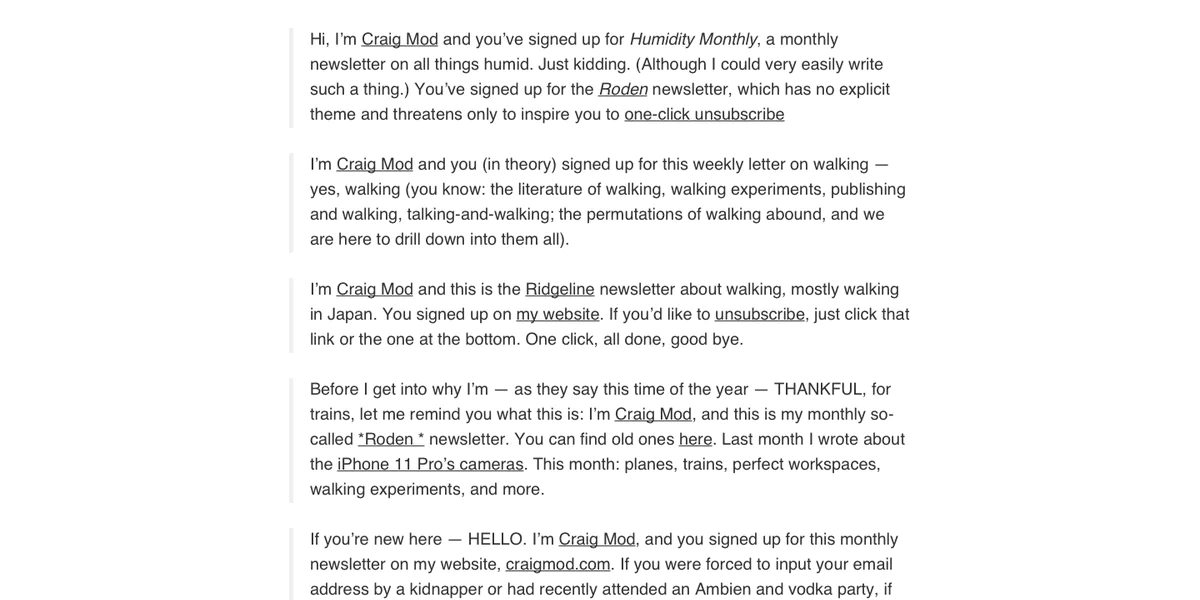 Hi, I’m Craig Mod and you’ve signed up for Humidity Monthly, a monthly
newsletter on all things humid. Just kidding. (Although I could very easily write
such a thing.) You’ve signed up for the Roden newsletter, which has no explicit
theme and threatens only to inspire you to one-click unsubscribe
I’m Craig Mod and you (in theory) signed up for this weekly letter on walking —
yes, walking (you know: the literature of walking, walking experiments, publishing
and walking, talking-and-walking; the permutations of walking abound, and we
are here to drill down into them all).
I’m Craig Mod and this is the Ridgeline newsletter about walking, mostly walking
in Japan. You signed up on my website. If you’d like to unsubscribe, just click that
link or the one at the bottom. One click, all done, good bye.
Before I get into why I’m — as they say this time of the year — THANKFUL, for
trains, let me remind you what this is: I’m Craig Mod, and this is my monthly so-
called *Roden * newsletter. You can find old ones here. Last month I wrote about
the iPhone 11 Pro’s cameras. This month: planes, trains, perfect workspaces,
walking experiments, and more.
If you’re new here — HELLO. I’m Craig Mod, and you signed up for this monthly
newsletter on my website, craigmod.com. If you were forced to input your email
address by a kidnapper or had recently attended an Ambien and vodka party, if